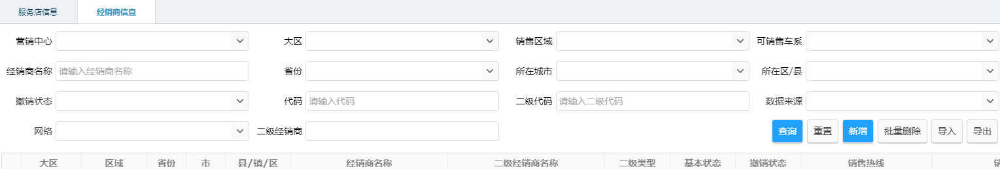 服务店信息 经销商信息
营销中心 大区 销售区域 可销售车系
经销商名称 请输入经销商名称 省份 所在城市 所在区/县
撤销状态 代码 请输入代码 二级代码 请输入二级代码 数据来源
网络 二级经销商 查询 重置 新增 批量删除 导入 导出
大区 区域 省份 市 县/镇/区 经销商名称 二级经销商名称 二级类型 基本状态 撤销状态 销售热线 销